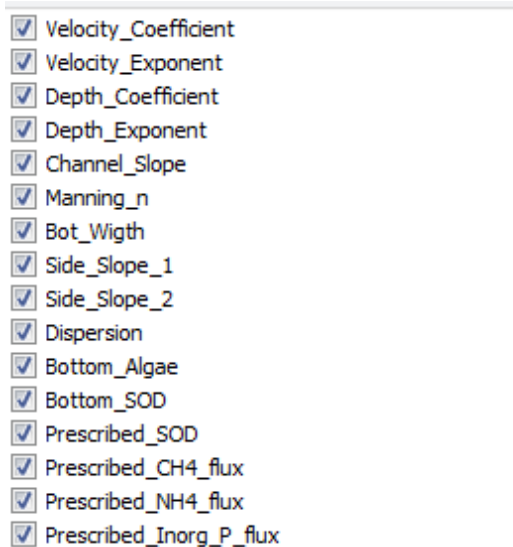 Velocity_Coefficient
Velocity_Exponent
Depth_Coefficient
Depth_Exponent
Channel_Slope
Manning_n
Bot_Wigth
Side_Slope_1
Side_Slope_2
Dispersion
Bottom_Algae
Bottom_SOD
Prescribed_SOD
Prescribed_CH4_flux
Prescribed_NH4_flux
Prescribed_Inorg_P_flux